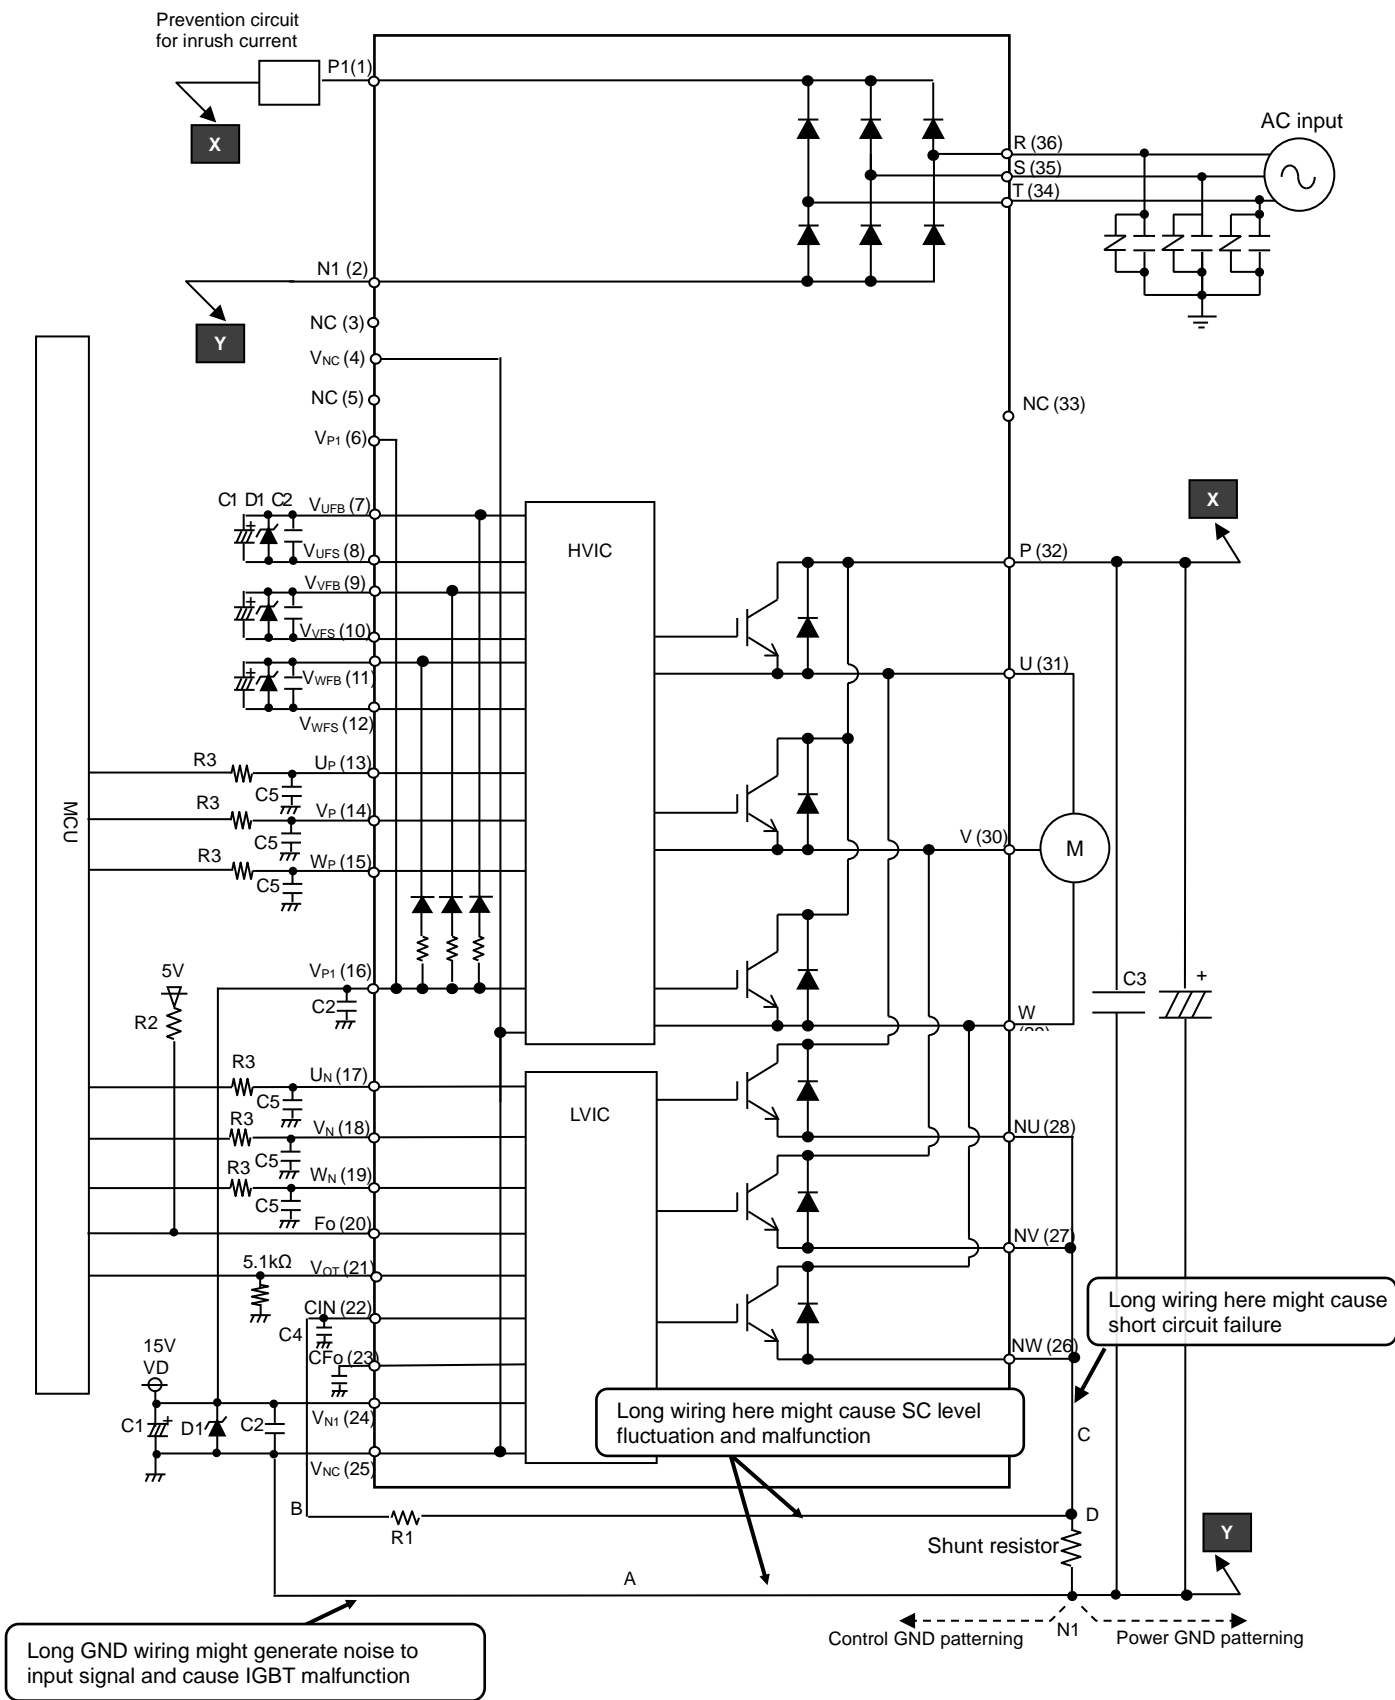 Prevention circuit
for inrush current
P1(1)
X
AC input
R (36)
S (35)
T (34)
N1 (2)
Y
NC (3)
VNC (4)
NC (5)
NC (33)
VP1 (6)
X
C1 D1 C2
VUFB (7)
HVIC
VUFS (8)
P (32)
VVFB (9)
VVFS (10)
U (31)
VWFB (11)
VWFS (12)
R3
UP (13)
C5
MCU
R3
VP (14)
C5
V (30)
M
R3
WP (15)
C5
5V
VP1 (16)
C3
+
R2
C2
W
R3
UN (17)
C5
LVIC
R3
VN (18)
NU (28)
C5
R3
WN (19)
C5
Fo (20)
NV (27)
5.1kΩ
VOT (21)
Long wiring here might cause
short circuit failure
CIN (22)
C4
15V
VD
CFo (23)
NW (26)
Long wiring here might cause SC level
fluctuation and malfunction
C1
+
D1
C2
VN1 (24)
C
VNC (25)
B
R1
D
Y
Shunt resistor
A
N1
Control GND patterning
Power GND patterning
Long GND wiring might generate noise to
input signal and cause IGBT malfunction